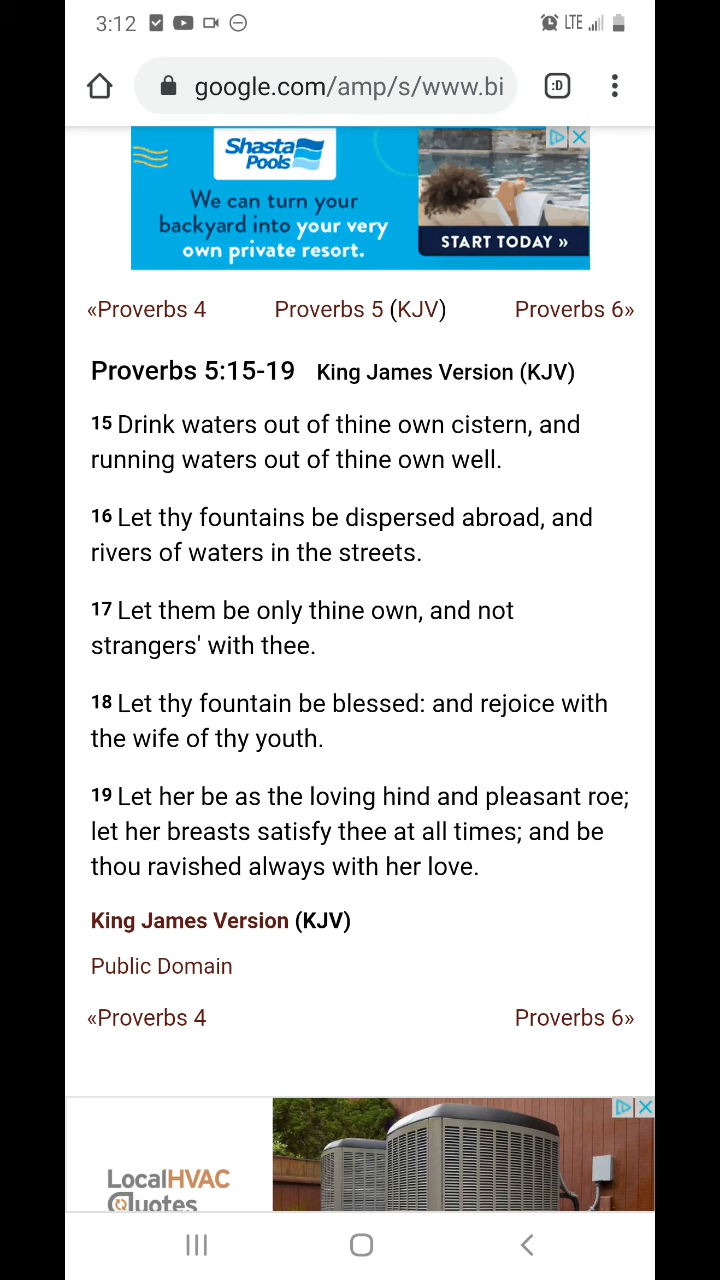 3:12 LTE
google.com/amp/s/www.bi :D
Shasta
Pools
We can turn your
backyard into your very
own private resort.
START TODAY »
«Proverbs 4 Proverbs 5 (KJV) Proverbs 6»
Proverbs 5:15-19 King James Version (KJV)
15 Drink waters out of thine own cistern, and
running waters out of thine own well.
16 Let thy fountains be dispersed abroad, and
rivers of waters in the streets.
17 Let them be only thine own, and not
strangers' with thee.
18 Let thy fountain be blessed: and rejoice with
the wife of thy youth.
19 Let her be as the loving hind and pleasant roe;
let her breasts satisfy thee at all times; and be
thou ravished always with her love.
King James Version (KJV)
Public Domain
«Proverbs 4 Proverbs 6»
LocalHVAC
Quotes